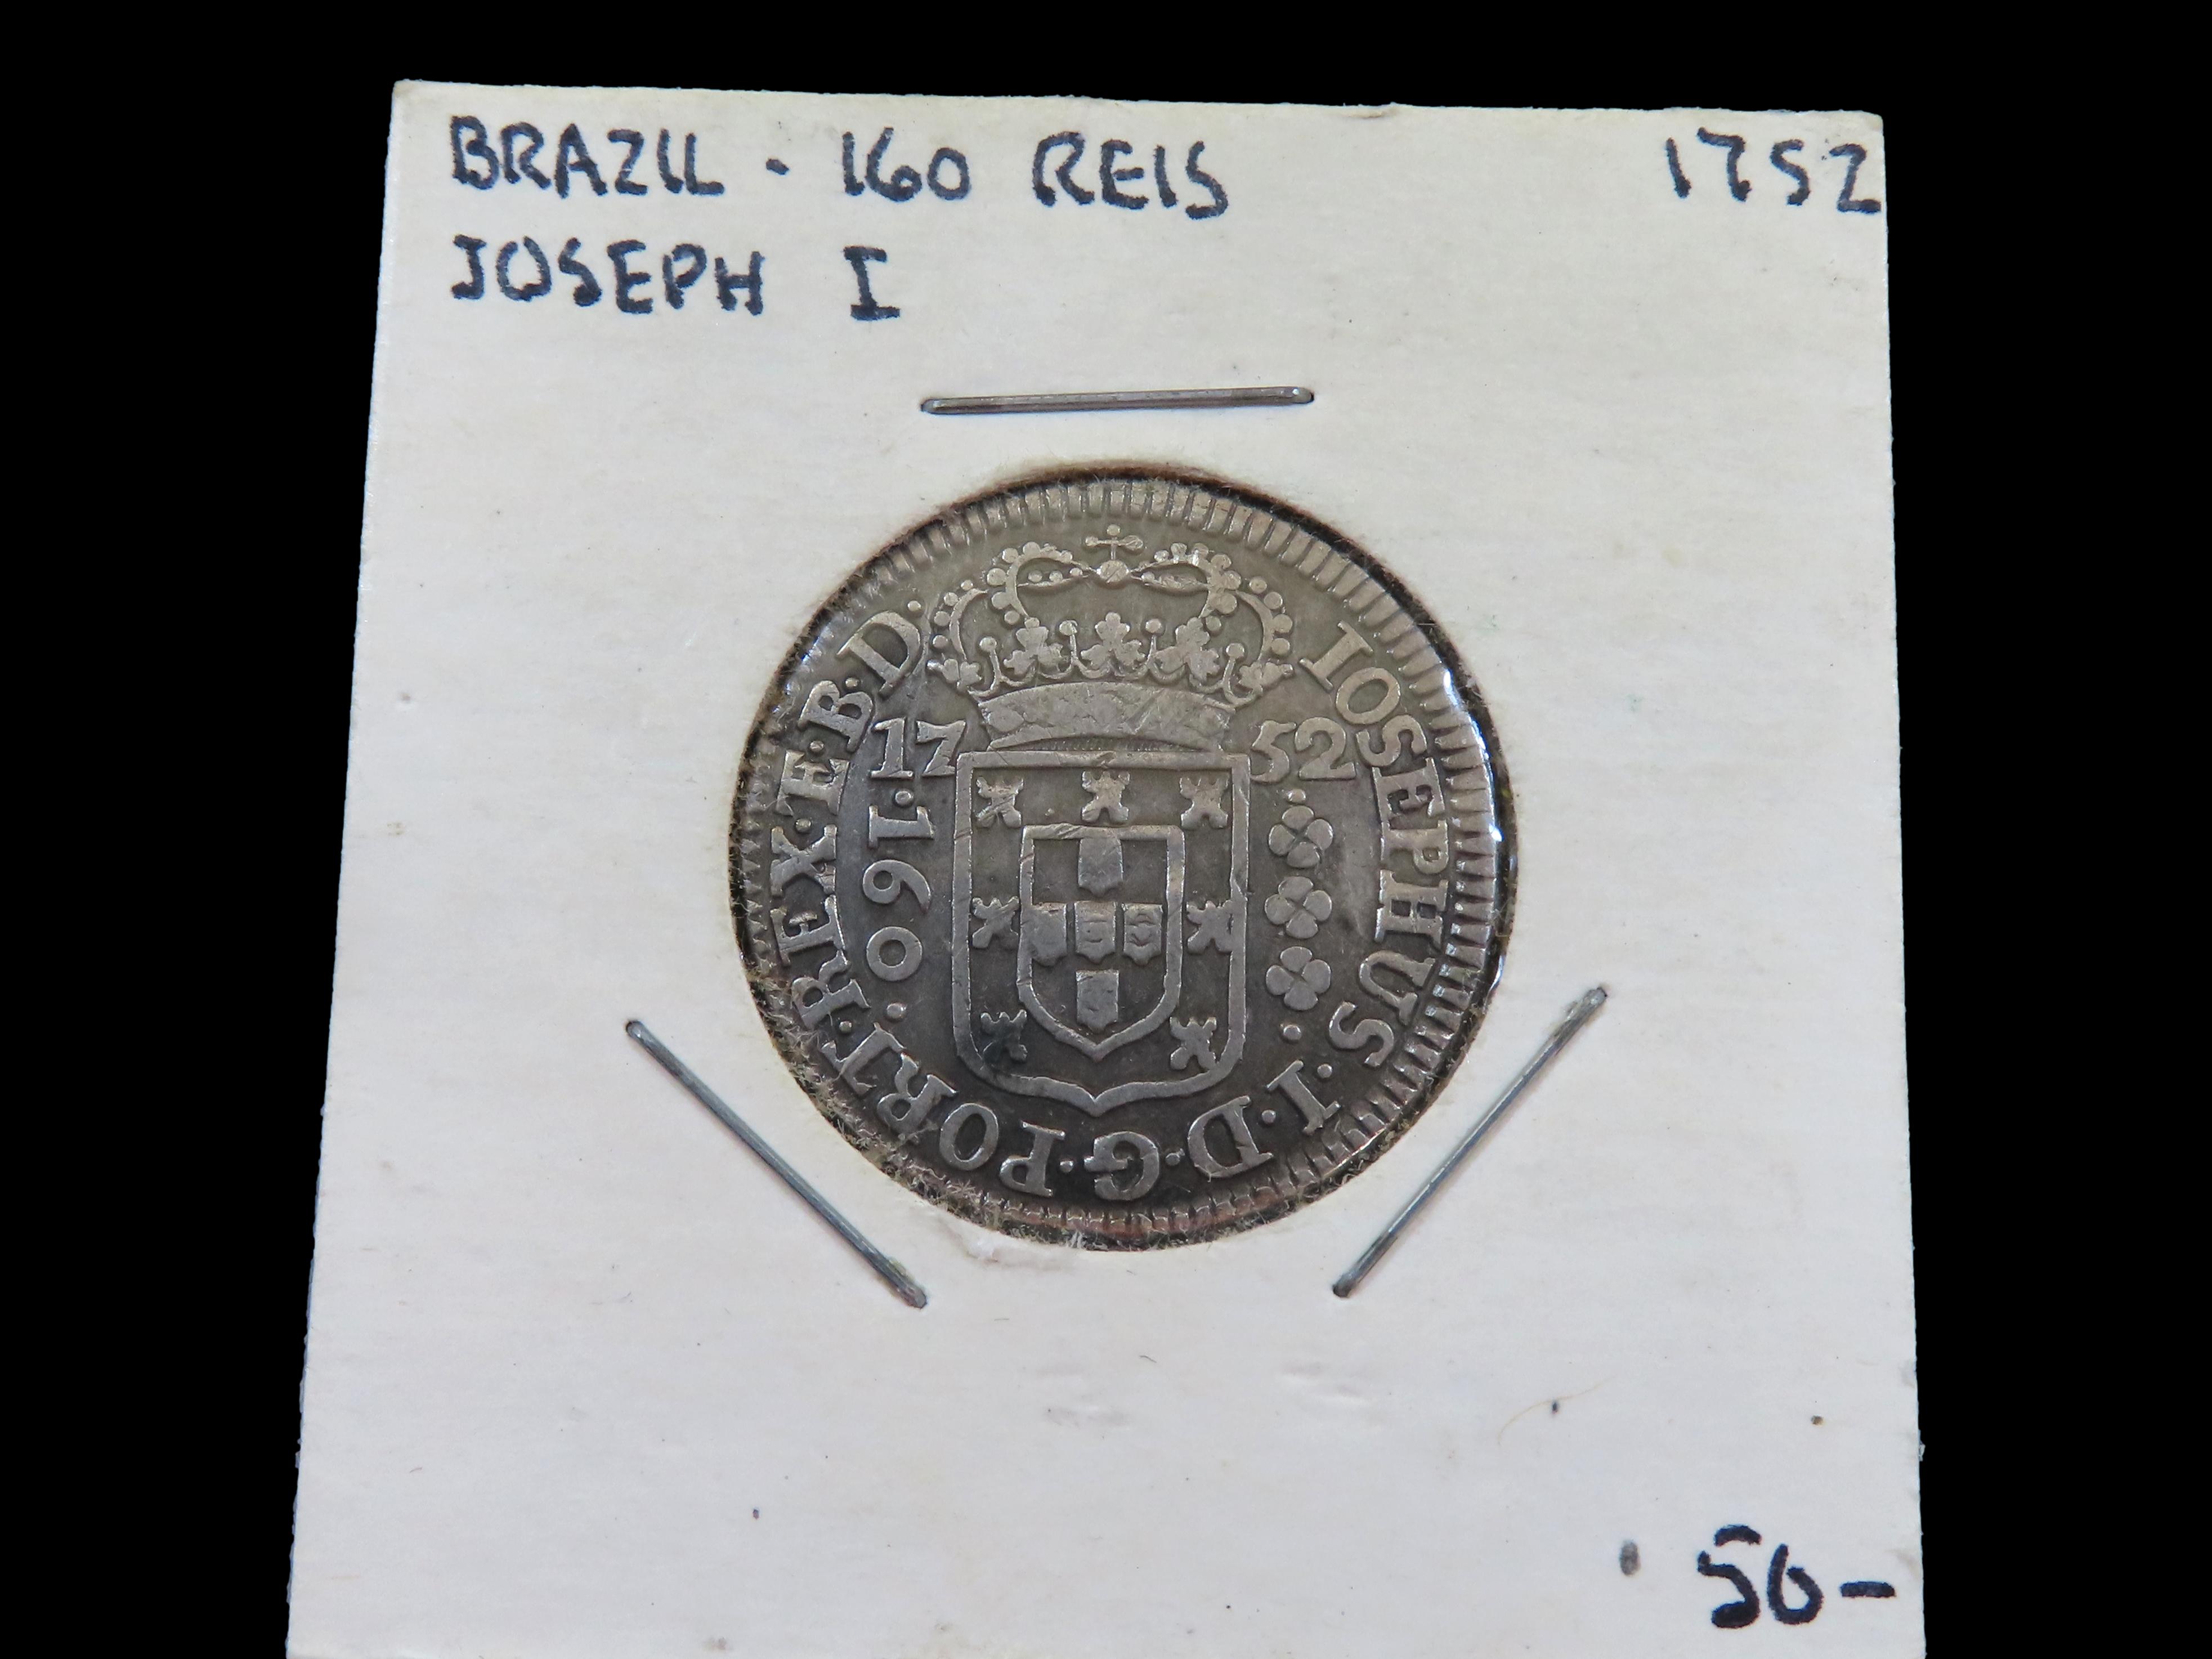 BRAZIL - 160 REIS 1752
JOSEPH I
IOSEPHUS·I·D·G·PORT·REX·E·B·D·
17 52
·160·
50-